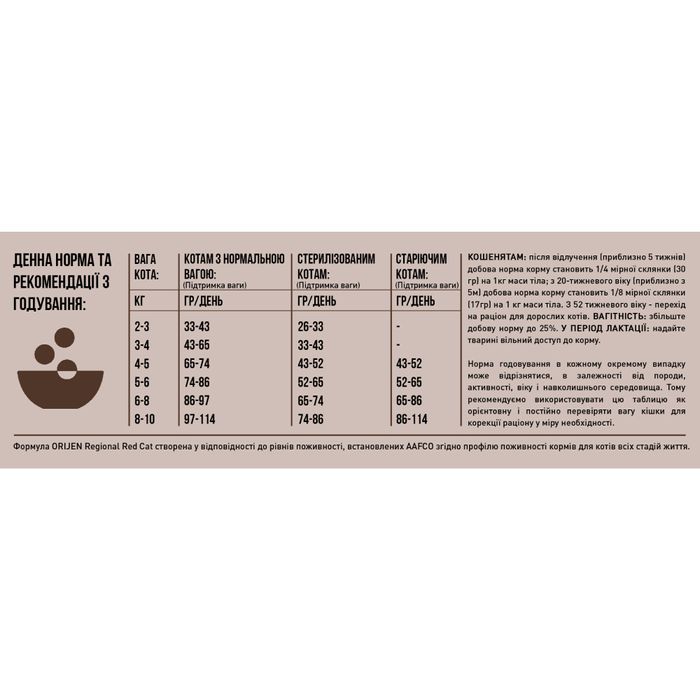 ДЕННА НОРМА ТА
РЕКОМЕНДАЦІЇ З
ГОДУВАННЯ:
ВАГА КОТА: КОТАМ З НОРМАЛЬНОЮ ВАГОЮ: (Підтримка ваги) СТЕРИЛІЗОВАНИМ КОТАМ: (Підтримка ваги) СТАРІЮЧИМ КОТАМ: (Підтримка ваги)
КГ ГР/ДЕНЬ ГР/ДЕНЬ ГР/ДЕНЬ
2-3 33-43 26-33 -
3-4 43-65 33-43 -
4-5 65-74 43-52 43-52
5-6 74-86 52-65 52-65
6-8 86-97 65-74 65-86
8-10 97-114 74-86 86-114
КОШЕНЯТАМ: після відлучення (приблизно 5 тижнів)
добова норма корму становить 1/4 мірної склянки (30
гр) на 1кг маси тіла; з 20-тижневого віку (приблизно з
5м) добова норма корму становить 1/8 мірної склянки
(17гр) на 1 кг маси тіла. З 52 тижневого віку - перехід
на раціон для дорослих котів. ВАГІТНІСТЬ: збільште
добову норму до 25%. У ПЕРІОД ЛАКТАЦІЇ: надайте
тварині вільний доступ до корму.
Норма годовування в кожному окремому випадку
може відрізнятися, в залежності від породи,
активності, віку і навколишнього середовища. Тому
рекомендуємо використовувати цю таблицю як
орієнтовну і постійно перевіряти вагу кішки для
корекції раціону у міру необхідності.
Формула ORIJEN Regional Red Cat створена у відповідності до рівнів поживності, встановлених AAFCO згідно профілю поживності кормів для котів всіх стадій життя.